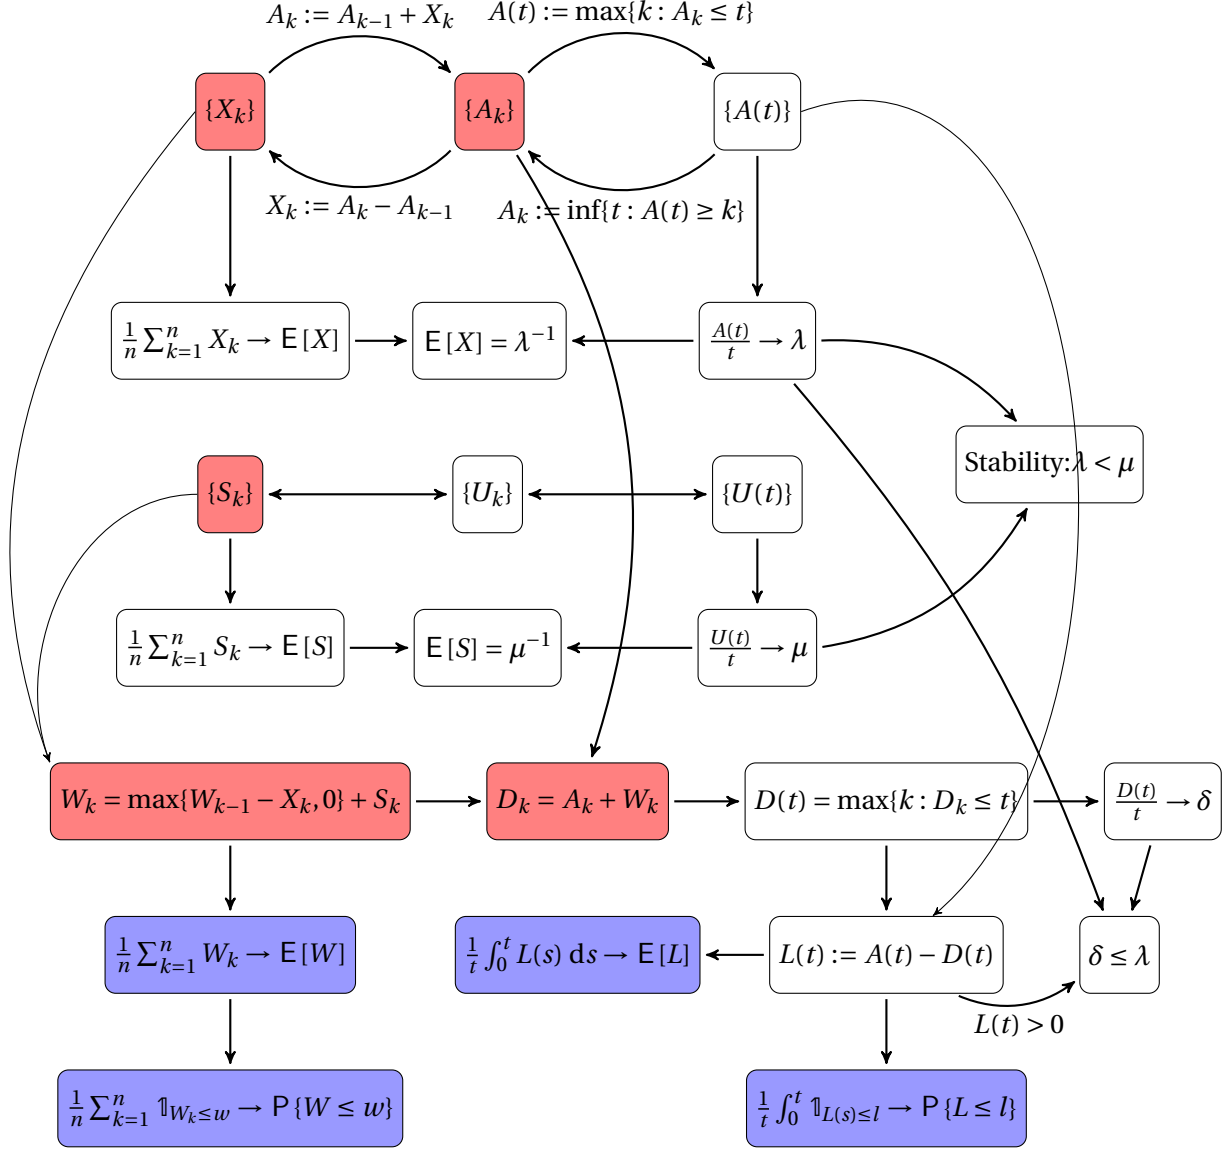 A_k := A_{k−1} + X_k
A(t) := max{k : A_k ≤ t}
{X_k}
{A_k}
{A(t)}
X_k := A_k − A_{k−1}
A_k := inf{t : A(t) ≥ k}
1/n ∑_{k=1}^n X_k → E[X]
E[X] = λ^{−1}
A(t)/t → λ
Stability: λ < μ
{S_k}
{U_k}
{U(t)}
1/n ∑_{k=1}^n S_k → E[S]
E[S] = μ^{−1}
U(t)/t → μ
W_k = max{W_{k−1} − X_k, 0} + S_k
D_k = A_k + W_k
D(t) = max{k : D_k ≤ t}
D(t)/t → δ
1/n ∑_{k=1}^n W_k → E[W]
1/t ∫_0^t L(s) ds → E[L]
L(t) := A(t) − D(t)
δ ≤ λ
L(t) > 0
1/n ∑_{k=1}^n 𝟙_{W_k≤w} → P{W ≤ w}
1/t ∫_0^t 𝟙_{L(s)≤l} → P{L ≤ l}